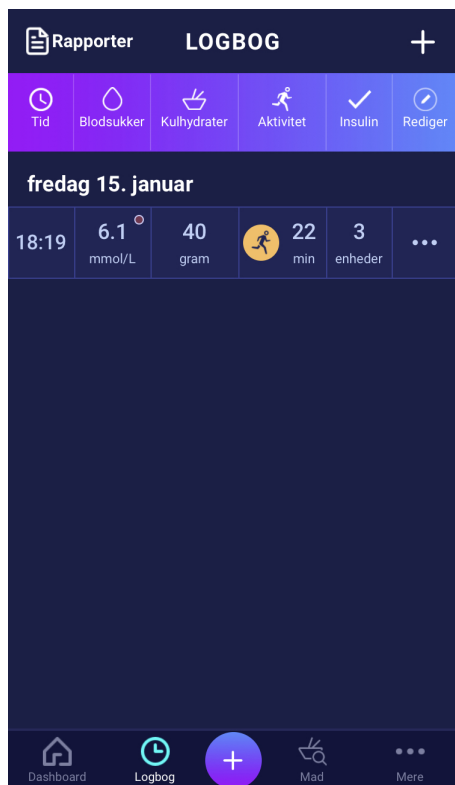 Rapporter LOGBOG
Tid Blodsukker Kulhydrater Aktivitet Insulin Rediger
fredag 15. januar
18:19 6.1 40 22 3
mmol/L gram min enheder
Dashboard Logbog Mad Mere